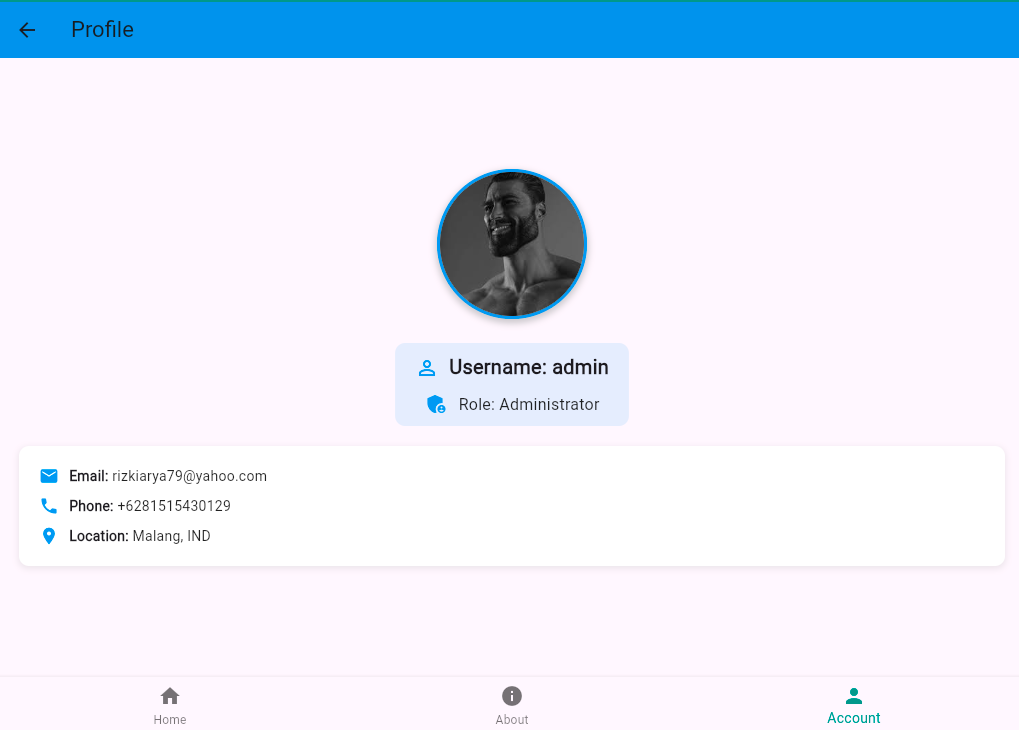 Profile
Username: admin
Role: Administrator
Email: rizkiarya79@yahoo.com
Phone: +6281515430129
Location: Malang, IND
Home
About
Account